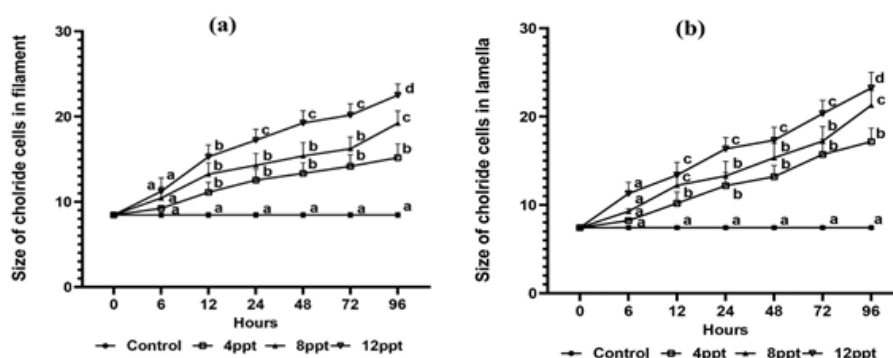 (a)
Size of cholride cells in filament
30
20
10
0
a a b c c c d
a b b b b c
a b b b b b
a a a a a a
0 6 12 24 48 72 96
Hours
Control 4ppt 8ppt 12ppt
(b)
Size of cholride cells in lamella
30
20
10
0
a c c c c d
a c b b b c
a b b b b b
a a a a a
0 6 12 24 48 72 96
Hours
Control 4ppt 8ppt 12ppt